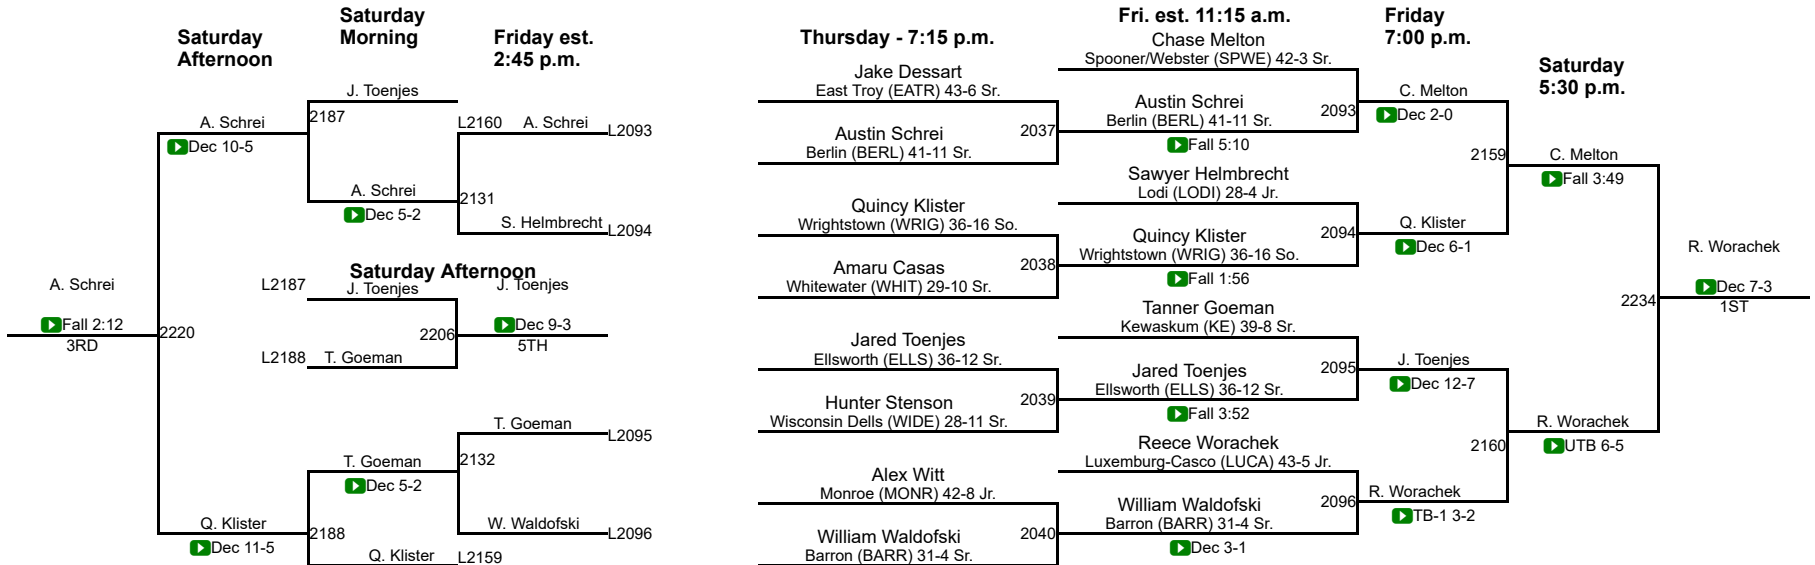 Saturday
Afternoon
Saturday
Morning
Friday est.
2:45 p.m.
J. Toenjes
2187
A. Schrei
Dec 10-5
L2160
A. Schrei
L2093
A. Schrei
Dec 5-2
2131
S. Helmbrecht
L2094
Saturday Afternoon
A. Schrei
Fall 2:12
3RD
2220
L2187
J. Toenjes
L2188
T. Goeman
2206
J. Toenjes
Dec 9-3
5TH
T. Goeman
L2095
T. Goeman
Dec 5-2
2132
W. Waldofski
L2096
Q. Klister
Dec 11-5
2188
Q. Klister
L2159
Thursday - 7:15 p.m.
Jake Dessart
East Troy (EATR) 43-6 Sr.
2037
Austin Schrei
Berlin (BERL) 41-11 Sr.
Quincy Klister
Wrightstown (WRIG) 36-16 So.
2038
Amaru Casas
Whitewater (WHIT) 29-10 Sr.
Jared Toenjes
Ellsworth (ELLS) 36-12 Sr.
2039
Hunter Stenson
Wisconsin Dells (WIDE) 28-11 Sr.
Alex Witt
Monroe (MONR) 42-8 Jr.
2040
William Waldofski
Barron (BARR) 31-4 Sr.
Fri. est. 11:15 a.m.
Chase Melton
Spooner/Webster (SPWE) 42-3 Sr.
2093
Austin Schrei
Berlin (BERL) 41-11 Sr.
Fall 5:10
Sawyer Helmbrecht
Lodi (LODI) 28-4 Jr.
2094
Quincy Klister
Wrightstown (WRIG) 36-16 So.
Fall 1:56
Tanner Goeman
Kewaskum (KE) 39-8 Sr.
2095
Jared Toenjes
Ellsworth (ELLS) 36-12 Sr.
Fall 3:52
Reece Worachek
Luxemburg-Casco (LUCA) 43-5 Jr.
2096
William Waldofski
Barron (BARR) 31-4 Sr.
Dec 3-1
Friday
7:00 p.m.
C. Melton
Dec 2-0
2159
Q. Klister
Dec 6-1
J. Toenjes
Dec 12-7
2160
R. Worachek
TB-1 3-2
Saturday
5:30 p.m.
C. Melton
Fall 3:49
2234
R. Worachek
UTB 6-5
R. Worachek
Dec 7-3
1ST